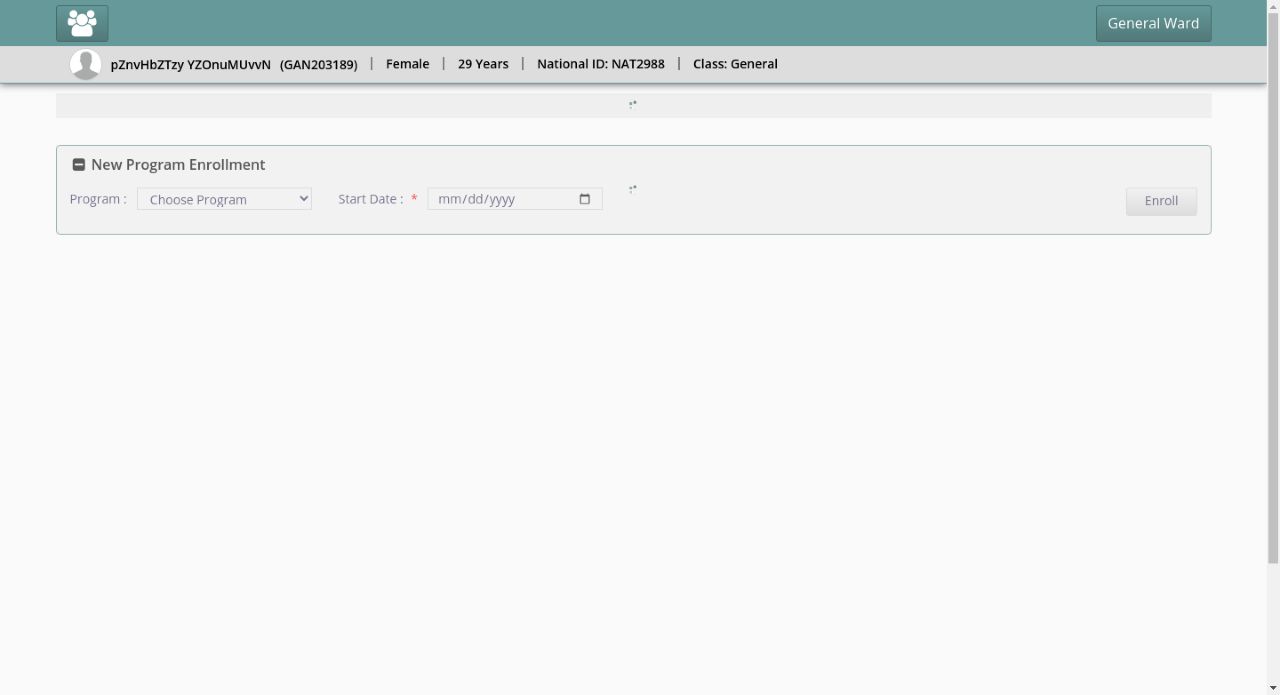 General Ward
pZnvHbZTzy YZOnuMUvvN (GAN203189) | Female | 29 Years | National ID: NAT2988 | Class: General
New Program Enrollment
Program : Choose Program Start Date : * mm/dd/yyyy Enroll